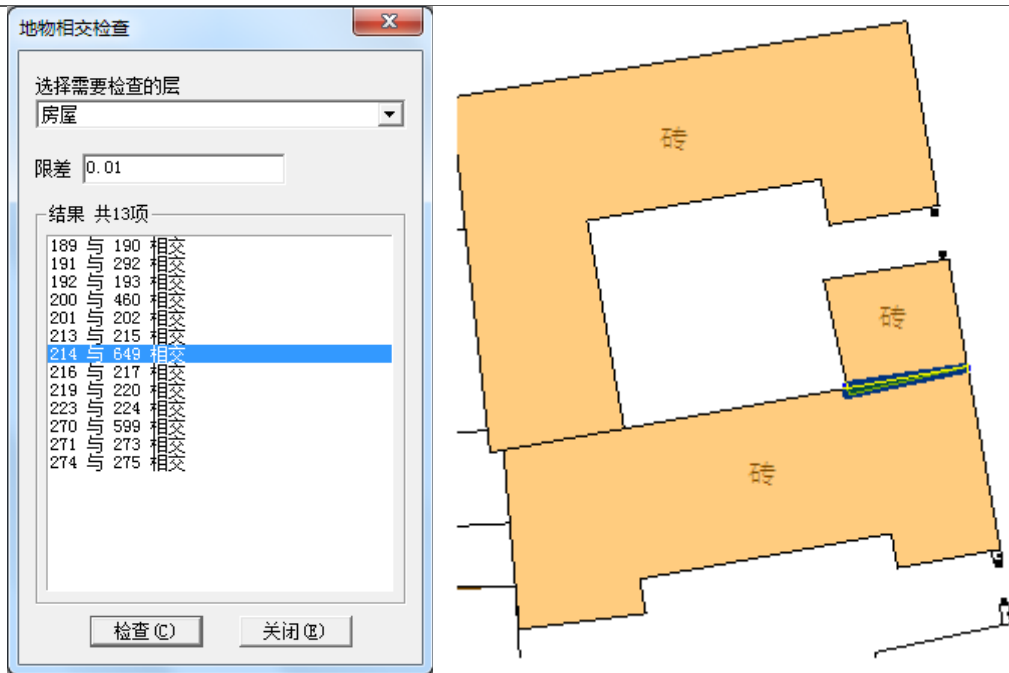 地物相交检查
选择需要检查的层
房屋
限差 0.01
结果 共13项
189 与 190 相交
191 与 292 相交
192 与 193 相交
200 与 460 相交
201 与 202 相交
213 与 215 相交
214 与 649 相交
216 与 217 相交
219 与 220 相交
223 与 224 相交
270 与 599 相交
271 与 273 相交
274 与 275 相交
检查(C) 关闭(E)
砖
砖
砖